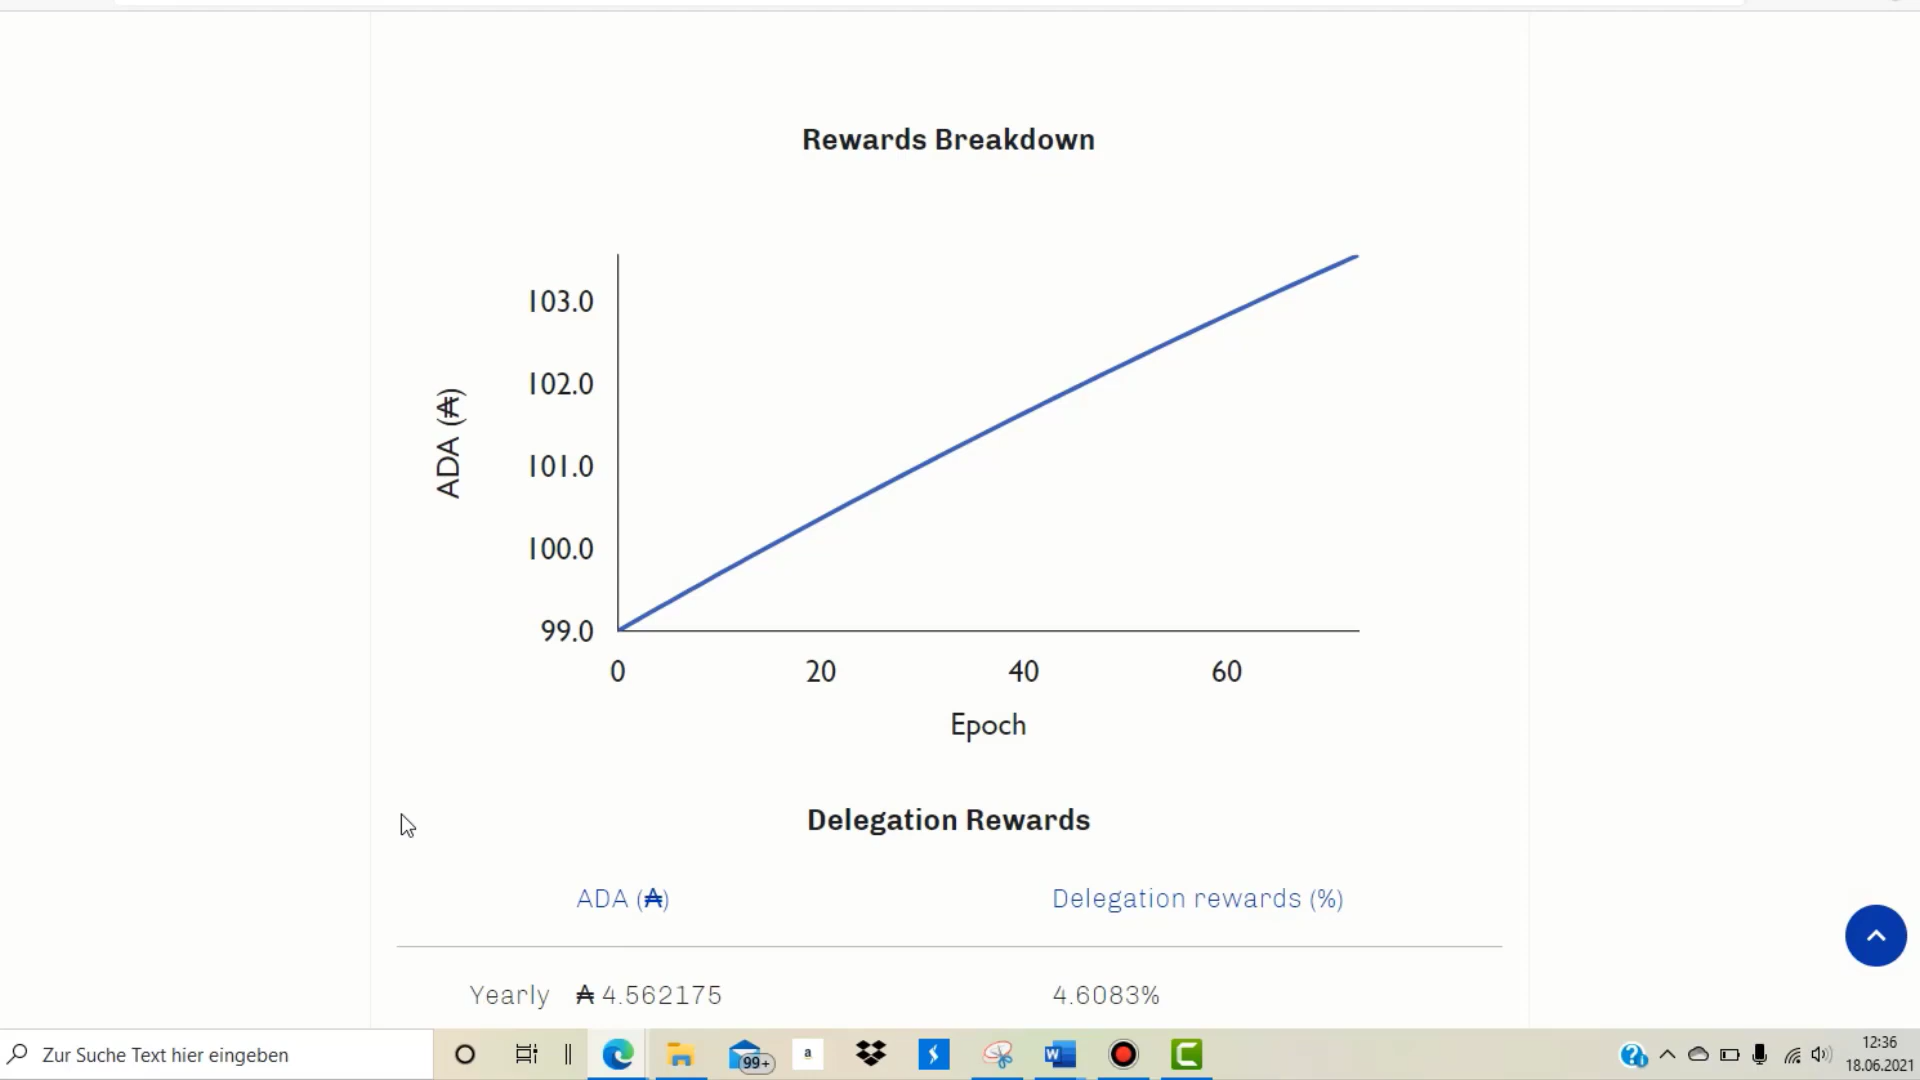 Rewards Breakdown
103.0
102.0
101.0
100.0
99.0
ADA (₳)
0 20 40 60
Epoch
Delegation Rewards
ADA (₳) Delegation rewards (%)
Yearly ₳ 4.562175 4.6083%
Zur Suche Text hier eingeben
99+
a
12:36
18.06.2021